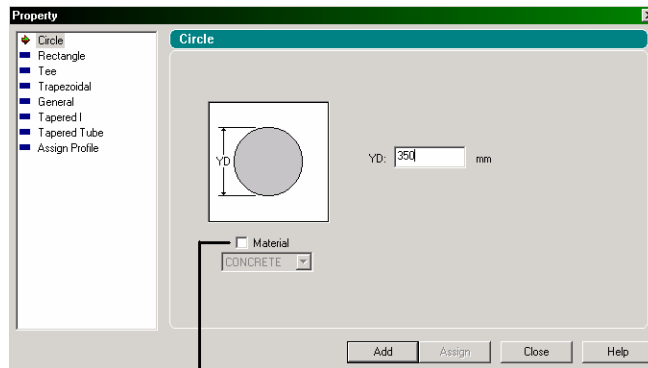 Property
Circle
Rectangle
Tee
Trapezoidal
General
Tapered I
Tapered Tube
Assign Profile
Circle
YD
YD: 350 mm
Material
CONCRETE
Add Assign Close Help